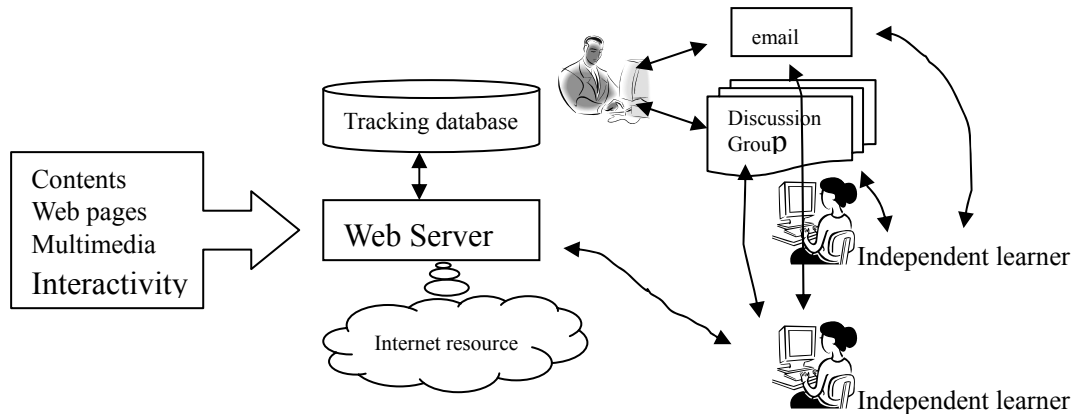 email
Tracking database
Discussion
Group
Contents
Web pages
Multimedia
Interactivity
Web Server
Independent learner
Internet resource
Independent learner